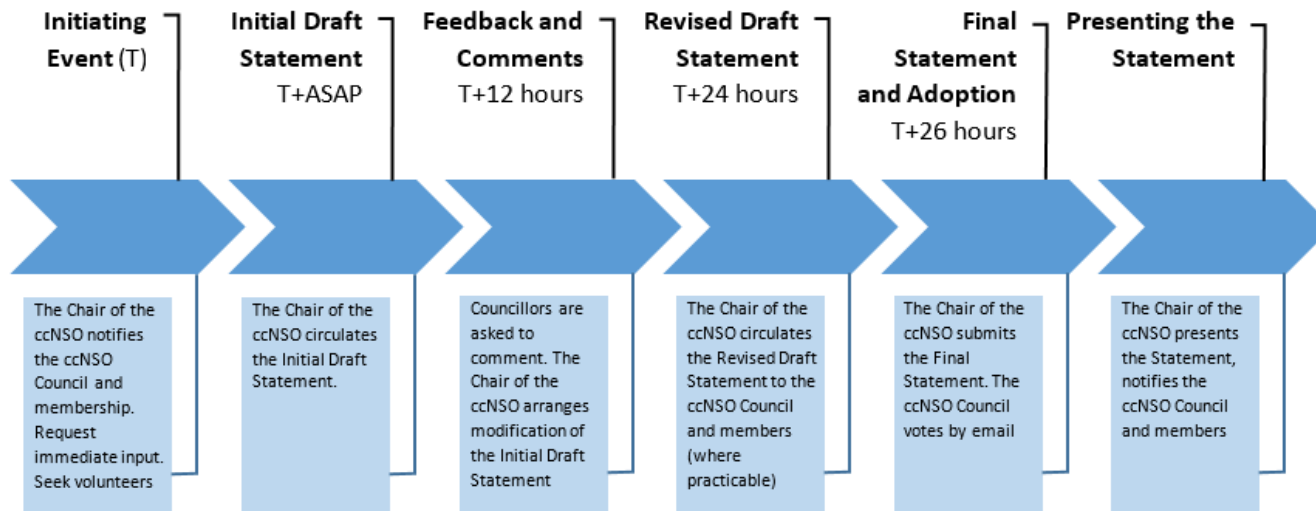 Initiating
Event (T)
Initial Draft
Statement
T+ASAP
Feedback and
Comments
T+12 hours
Revised Draft
Statement
T+24 hours
Final
Statement
and Adoption
T+26 hours
Presenting the
Statement
The Chair of the
ccNSO notifies
the ccNSO
Council and
membership.
Request
immediate input.
Seek volunteers
The Chair of the
ccNSO circulates
the Initial Draft
Statement.
Councillors are
asked to
comment. The
Chair of the
ccNSO arranges
modification of
the Initial Draft
Statement
The Chair of the
ccNSO circulates
the Revised Draft
Statement to the
ccNSO Council
and members
(where
practicable)
The Chair of the
ccNSO submits
the Final
Statement. The
ccNSO Council
votes by email
The Chair of the
ccNSO presents
the Statement,
notifies the
ccNSO Council
and members